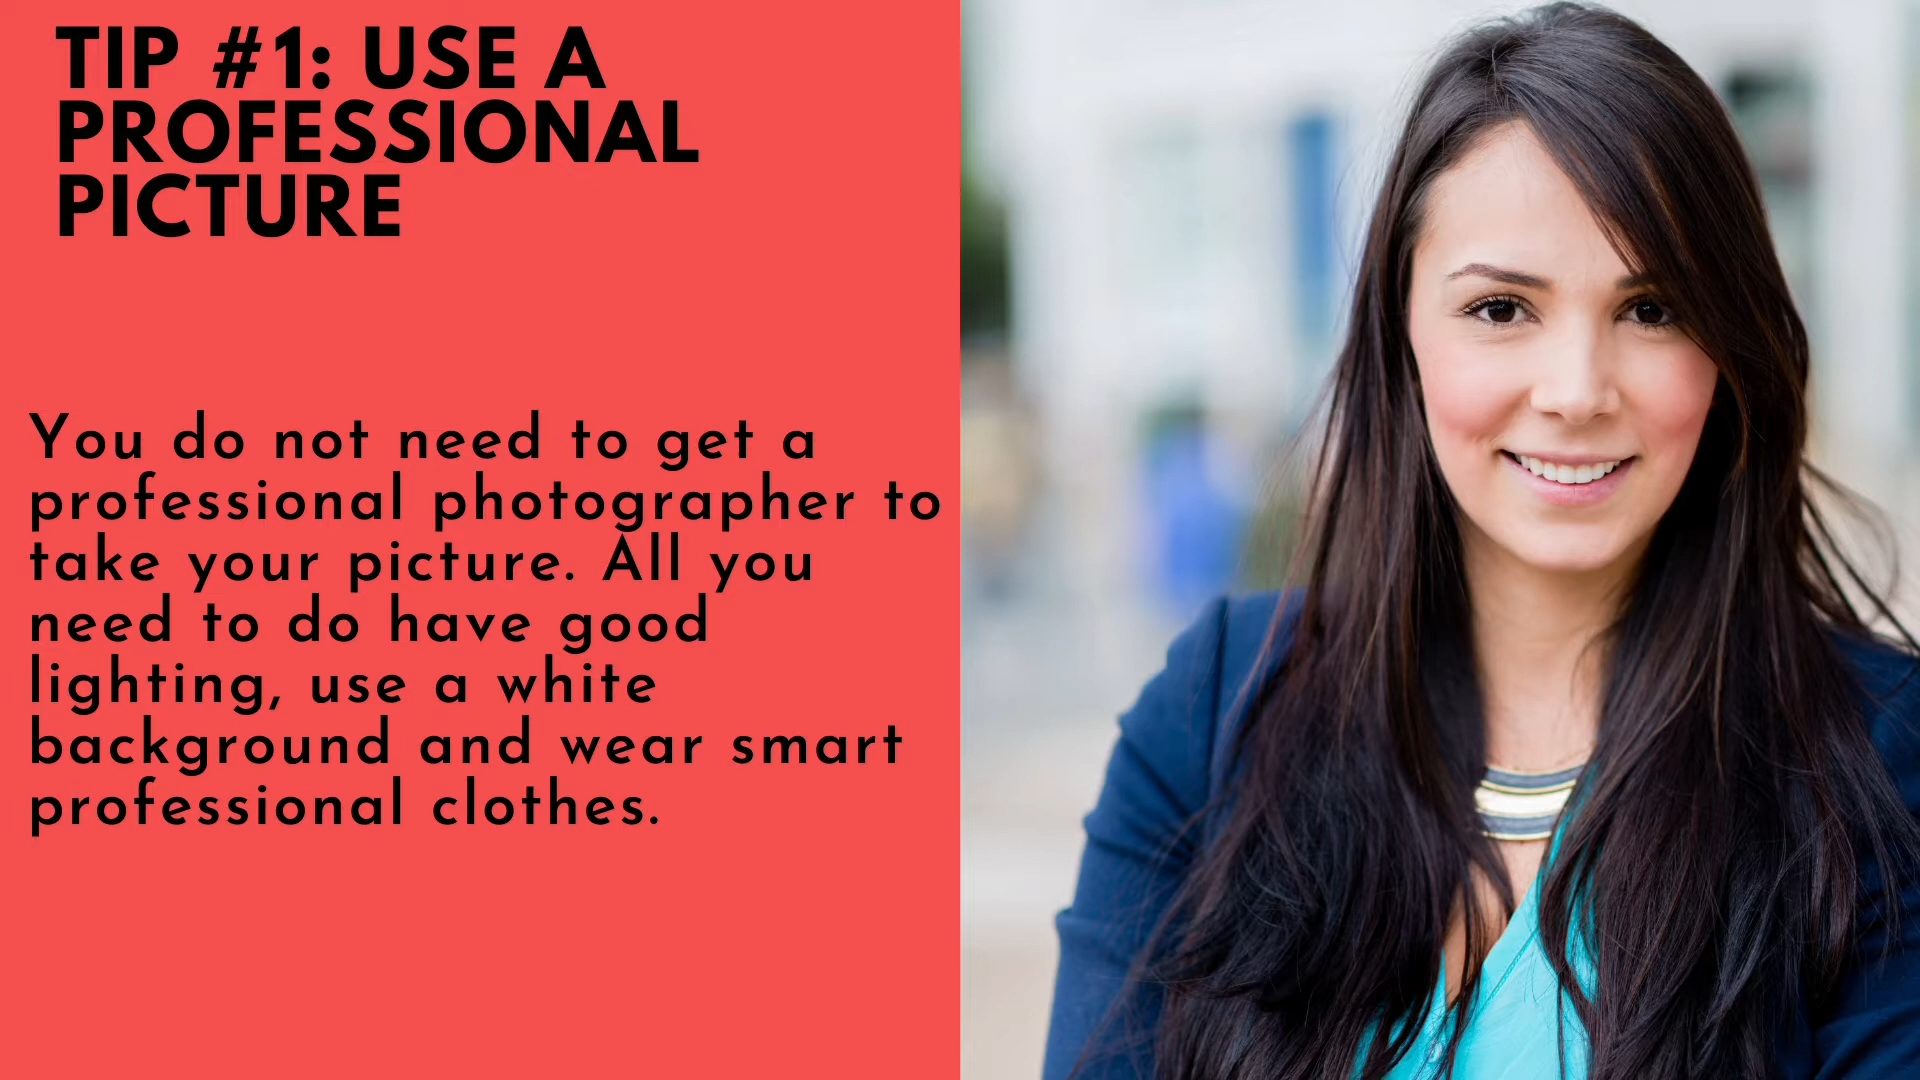 TIP #1: USE A
PROFESSIONAL
PICTURE
You do not need to get a
professional photographer to
take your picture. All you
need to do have good
lighting, use a white
background and wear smart
professional clothes.